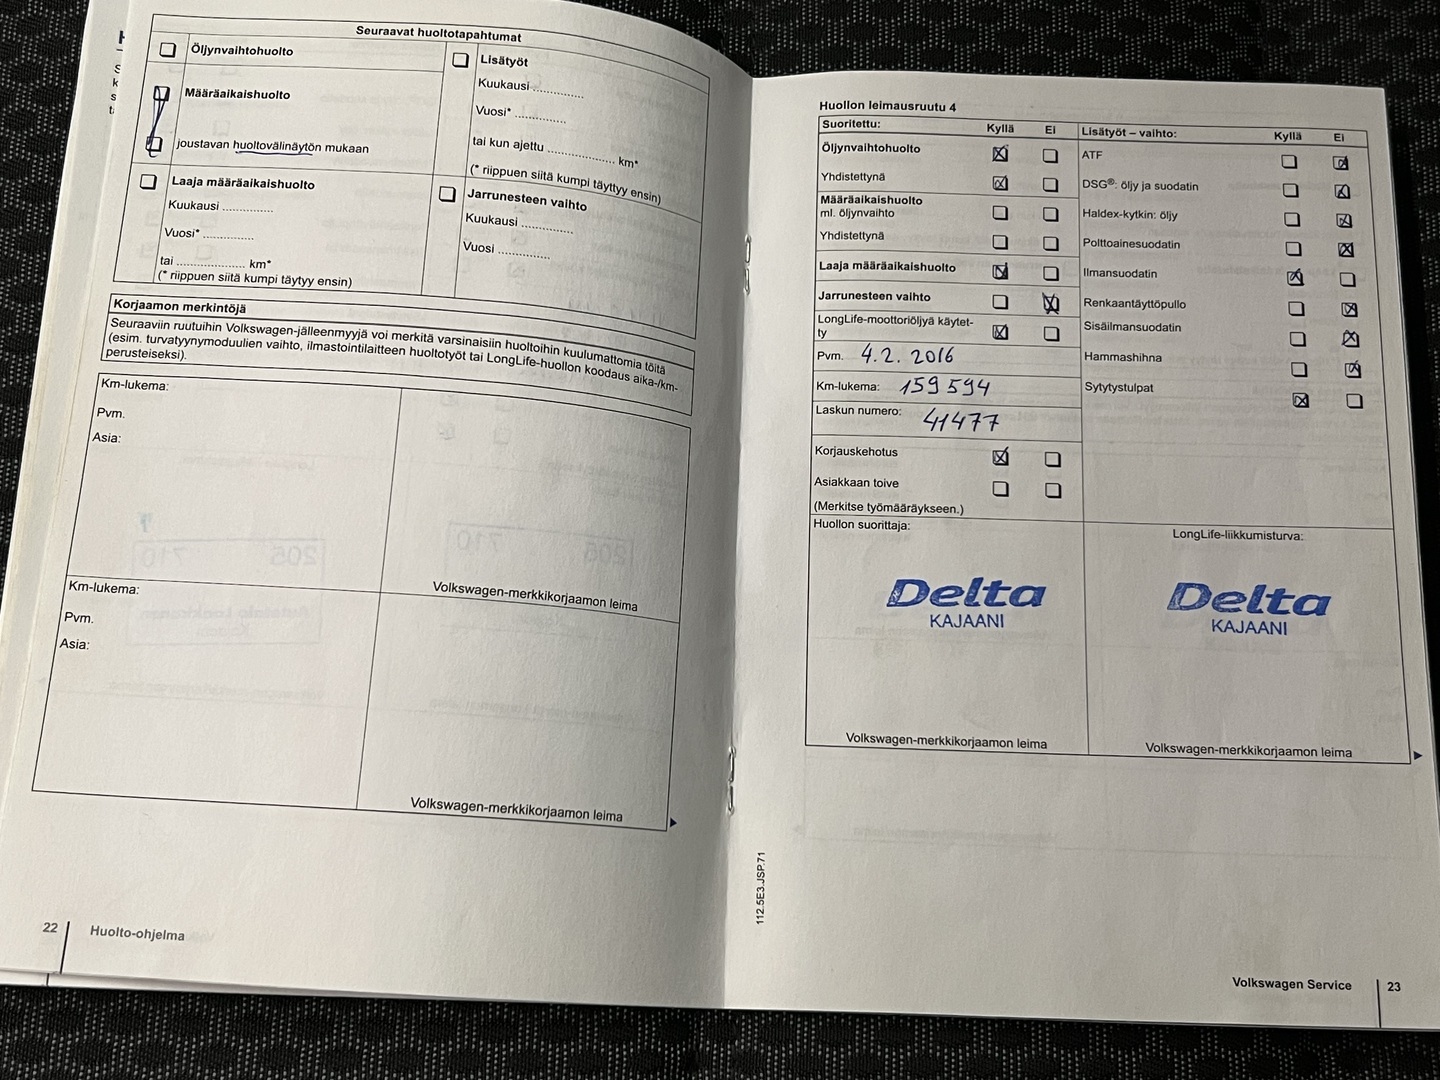 Seuraavat huoltotapahtumat
Öljynvaihtohuolto
Määräaikaishuolto
joustavan huoltovälinäytön mukaan
Lisätyöt
Kuukausi ..............
Vuosi* ..............
tai kun ajettu .................. km*
(* riippuen siitä kumpi täyttyy ensin)
Laaja määräaikaishuolto
Kuukausi ..............
Vuosi* ..............
tai .................. km*
(* riippuen siitä kumpi täytyy ensin)
Jarrunesteen vaihto
Kuukausi ..............
Vuosi ..............
Korjaamon merkintöjä
Seuraaviin ruutuihin Volkswagen-jälleenmyyjä voi merkitä varsinaisiin huoltoihin kuulumattomia töitä
(esim. turvatyynymoduulien vaihto, ilmastointilaitteen huoltotyöt tai LongLife-huollon koodaus aika-/km-
perusteiseksi).
Km-lukema:
Pvm.
Asia:
Volkswagen-merkkikorjaamon leima
Km-lukema:
Pvm.
Asia:
Volkswagen-merkkikorjaamon leima
22
Huolto-ohjelma
Huollon leimausruutu 4
Suoritettu: Kyllä Ei
Öljynvaihtohuolto
Yhdistettynä
Määräaikaishuolto
ml. öljynvaihto
Yhdistettynä
Laaja määräaikaishuolto
Jarrunesteen vaihto
LongLife-moottoriöljyä käytet-
ty
Pvm. 4.2. 2016
Km-lukema: 159 594
Laskun numero: 41477
Korjauskehotus
Asiakkaan toive
(Merkitse työmääräykseen.)
Lisätyöt – vaihto: Kyllä Ei
ATF
DSG®: öljy ja suodatin
Haldex-kytkin: öljy
Polttoainesuodatin
Ilmansuodatin
Renkaantäyttöpullo
Sisäilmansuodatin
Hammashihna
Sytytystulpat
Huollon suorittaja:
Delta
KAJAANI
Volkswagen-merkkikorjaamon leima
LongLife-liikkumisturva:
Delta
KAJAANI
Volkswagen-merkkikorjaamon leima
112.5E3.JSP.71
Volkswagen Service
23